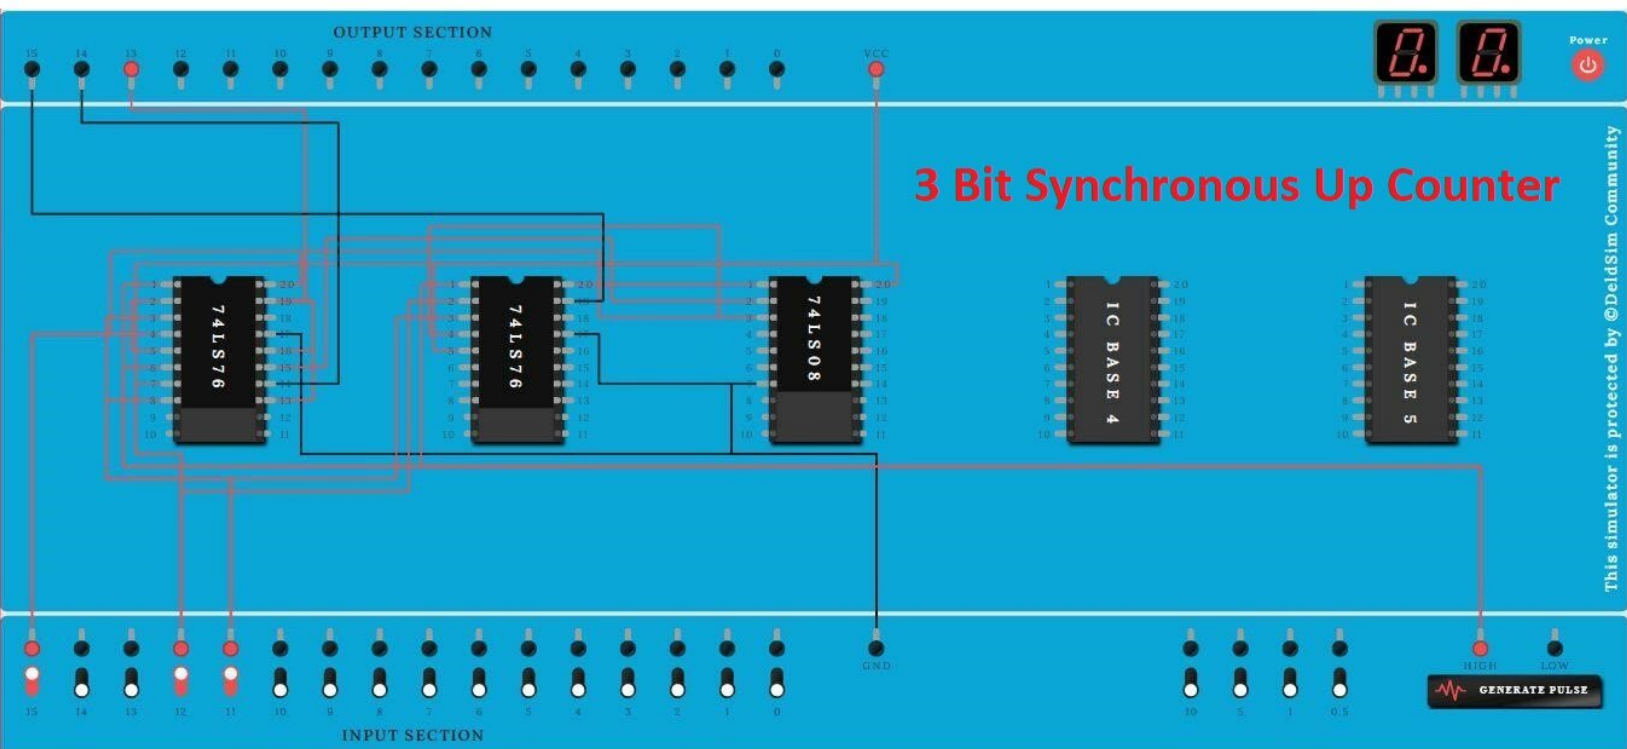 OUTPUT SECTION
15 14 13 12 11 10 9 8 7 6 5 4 3 2 1 0 VCC
Power
3 Bit Synchronous Up Counter
This simulator is protected by ©DeldSim Community
74LS76
74LS76
74LS08
IC BASE 4
IC BASE 5
GND
HIGH LOW
GENERATE PULSE
15 14 13 12 11 10 9 8 7 6 5 4 3 2 1 0
10 5 1 0.5
INPUT SECTION